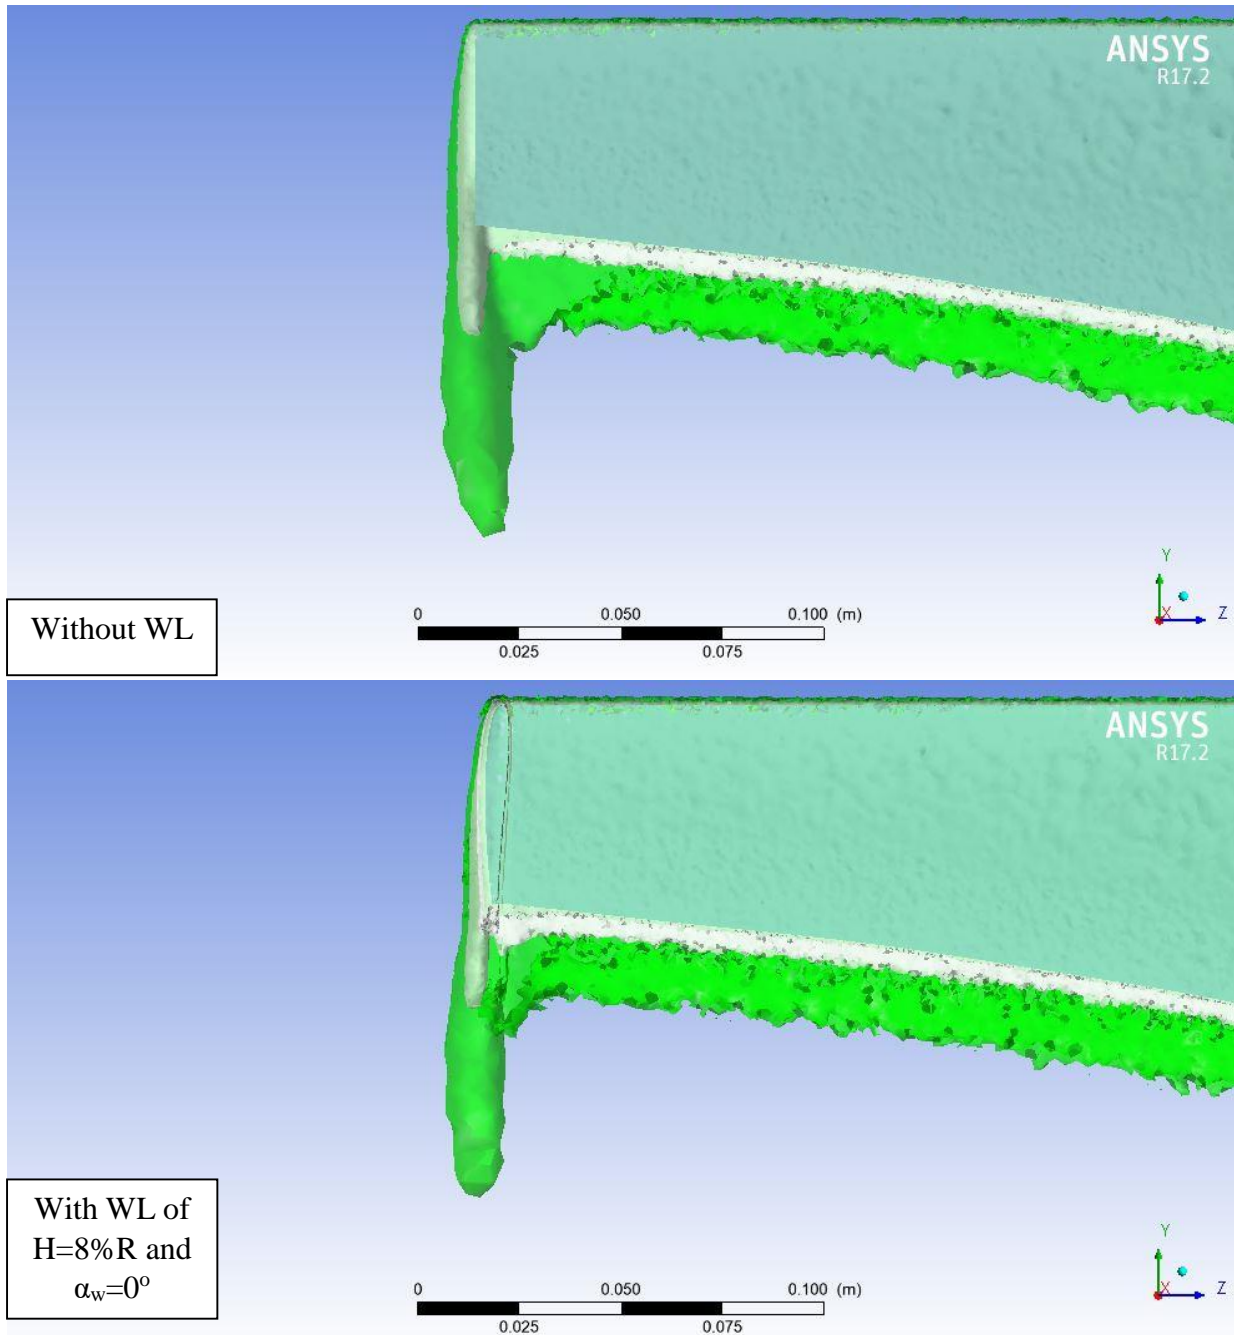 ANSYS
R17.2
Y
X
Z
0 0.050 0.100 (m)
0.025 0.075
Without WL
ANSYS
R17.2
Y
X
Z
0 0.050 0.100 (m)
0.025 0.075
With WL of
H=8%R and
αw=0°